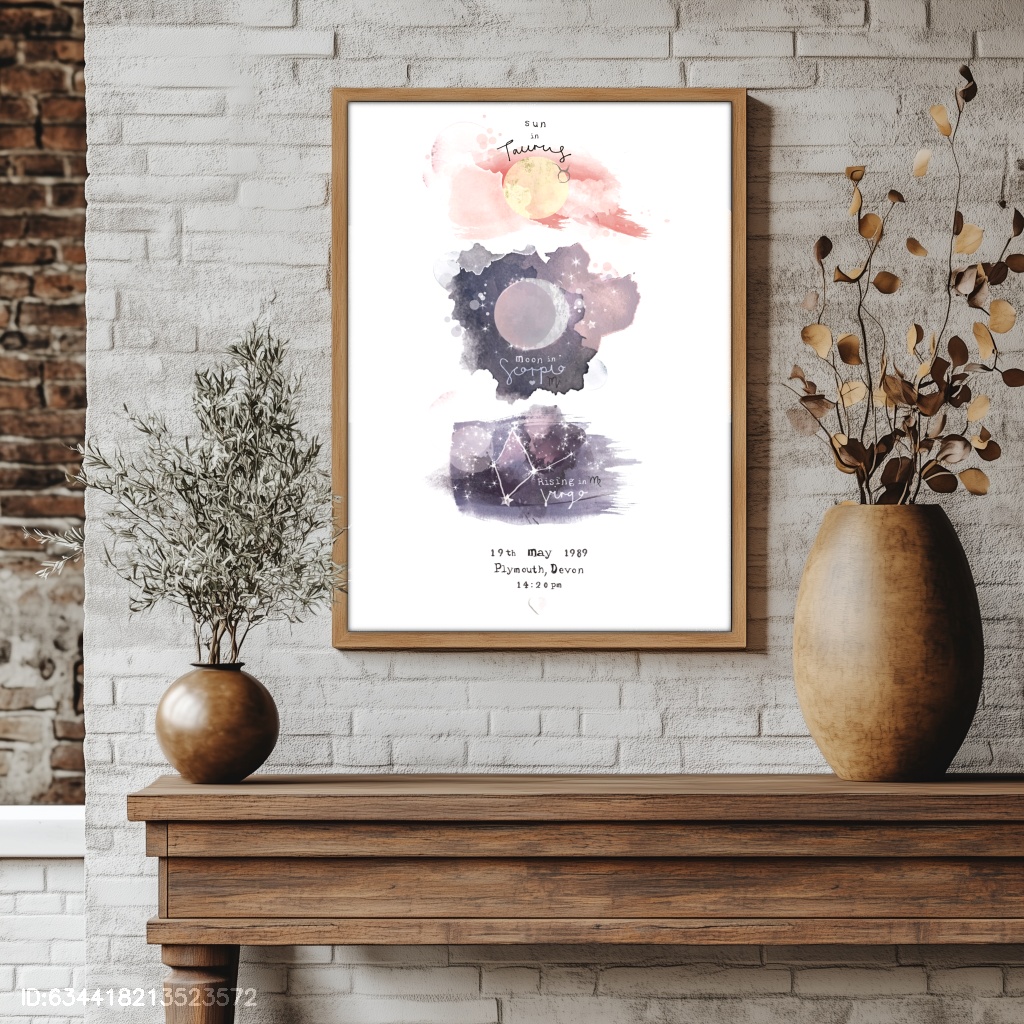 sun
in
Taurus
moon in
Scorpio
Rising in
Virgo
19th may 1989
Plymouth, Devon
14:20pm
ID:634418213523572